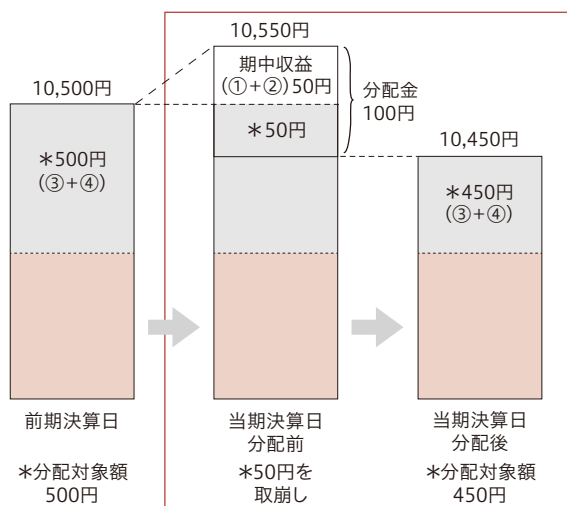 10,550円
期中収益
(①+②)50円
分配金
100円
10,500円
*50円
10,450円
*500円
(③+④)
*450円
(③+④)
前期決算日
当期決算日
分配前
当期決算日
分配後
*分配対象額
500円
*50円を
取崩し
*分配対象額
450円